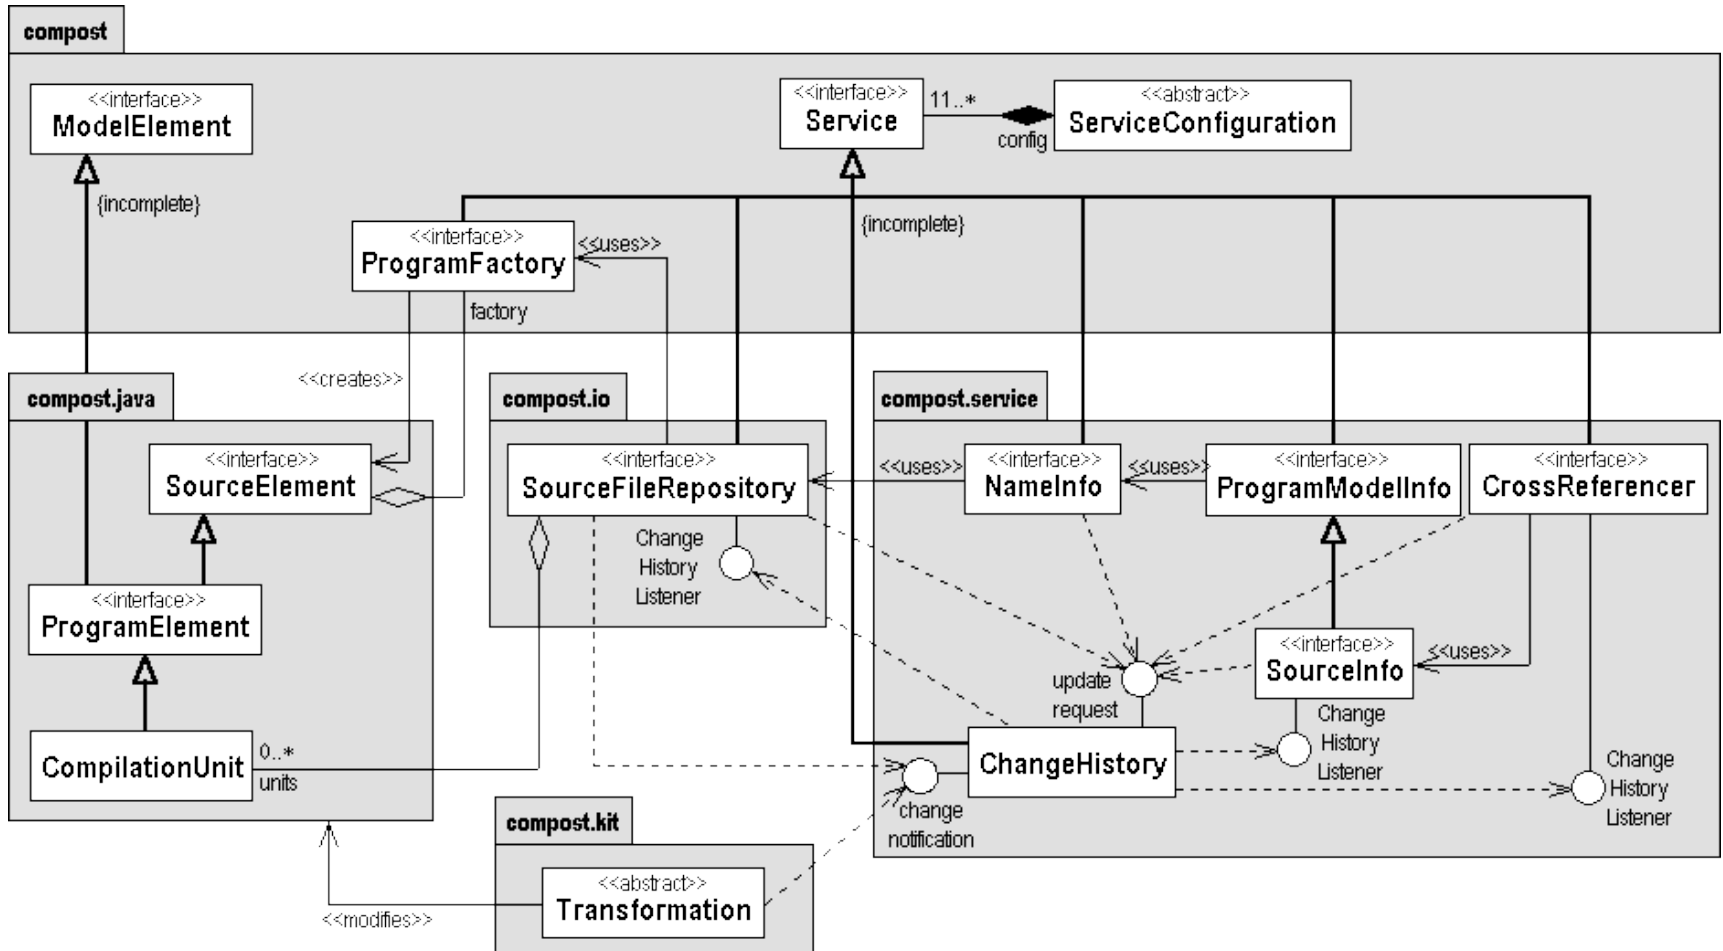 compost
<<interface>>
ModelElement
{incomplete}
<<interface>>
Service
11..*
config
<<abstract>>
ServiceConfiguration
{incomplete}
<<interface>>
ProgramFactory
<<uses>>
factory
<<creates>>
compost.java
<<interface>>
SourceElement
<<interface>>
ProgramElement
CompilationUnit
0..*
units
compost.io
<<interface>>
SourceFileRepository
Change
History
Listener
compost.service
<<uses>>
<<interface>>
NameInfo
<<uses>>
<<interface>>
ProgramModelInfo
<<interface>>
CrossReferencer
<<interface>>
SourceInfo
<<uses>>
update
request
Change
History
Listener
ChangeHistory
Change
History
Listener
change
notification
compost.kit
<<abstract>>
Transformation
<<modifies>>